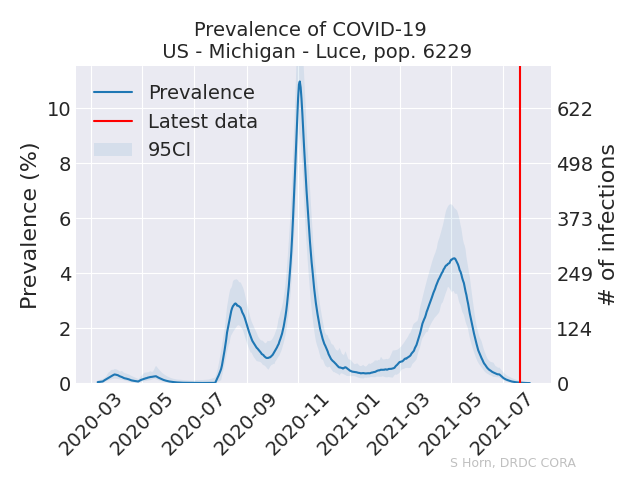 Prevalence of COVID-19
US - Michigan - Luce, pop. 6229
Prevalence
Latest data
95CI
Prevalence (%)
10
8
6
4
2
0
622
498
373
249
124
0
# of infections
2020-03
2020-05
2020-07
2020-09
2020-11
2021-01
2021-03
2021-05
2021-07
S Horn, DRDC CORA